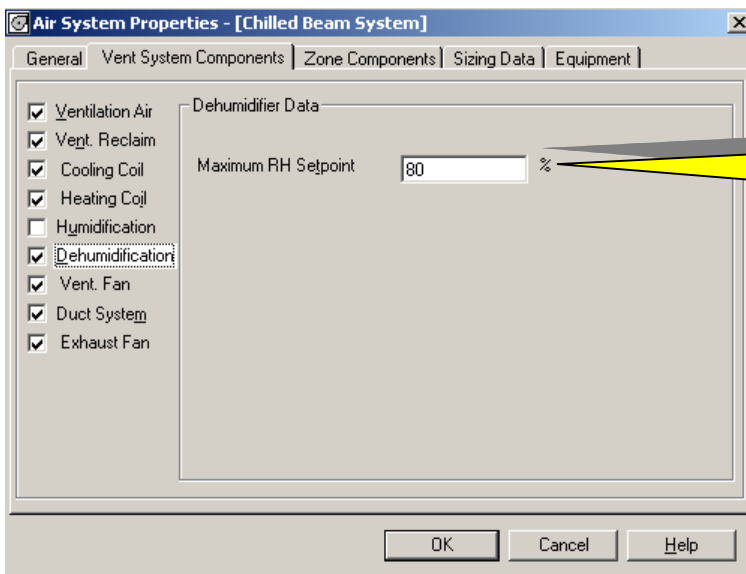 Air System Properties - [Chilled Beam System]
General Vent System Components Zone Components Sizing Data Equipment
Ventilation Air
Vent. Reclaim
Cooling Coil
Heating Coil
Humidification
Dehumidification
Vent. Fan
Duct System
Exhaust Fan
Dehumidifier Data
Maximum RH Setpoint 80 %
OK Cancel Help